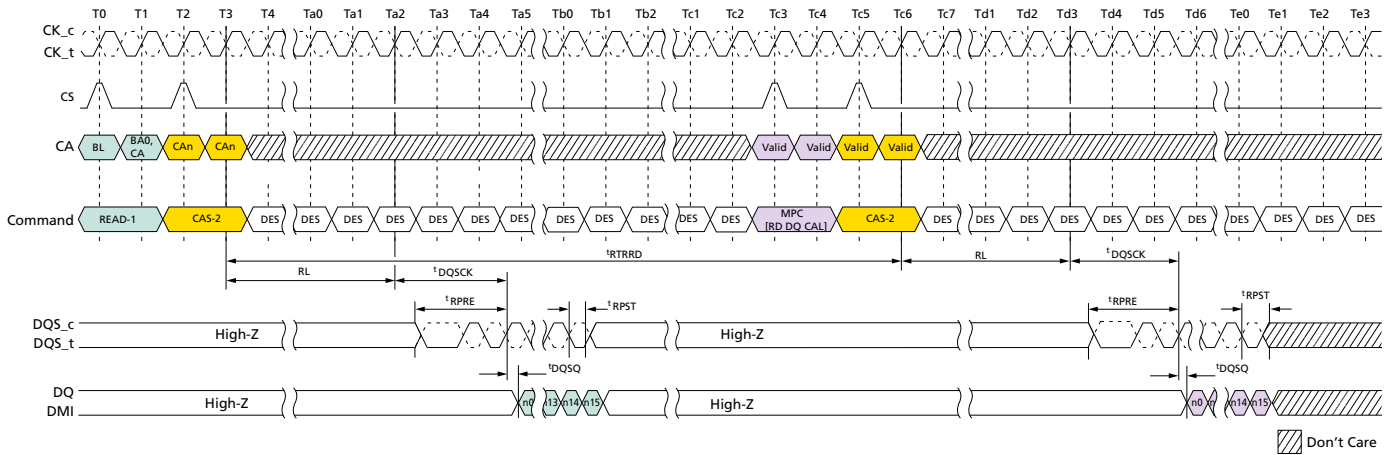 T0 T1 T2 T3 T4 Ta0 Ta1 Ta2 Ta3 Ta4 Ta5 Tb0 Tb1 Tb2 Tc1 Tc2 Tc3 Tc4 Tc5 Tc6 Tc7 Td1 Td2 Td3 Td4 Td5 Td6 Te0 Te1 Te2 Te3
CK_c
CK_t
CS
CA BL BA0, CA CAn CAn Valid Valid Valid Valid
Command READ-1 CAS-2 DES DES DES DES DES DES DES DES DES DES DES DES MPC [RD DQ CAL] CAS-2 DES DES DES DES DES DES DES DES DES DES DES
tRTRRD
RL tDQSCK RL tDQSCK
tRPRE tRPST tRPRE tRPST
DQS_c
DQS_t
High-Z High-Z
tDQSQ tDQSQ
DQ
DMI
High-Z n0 n13 n14 n15 High-Z n0 n n14 n15
Don't Care